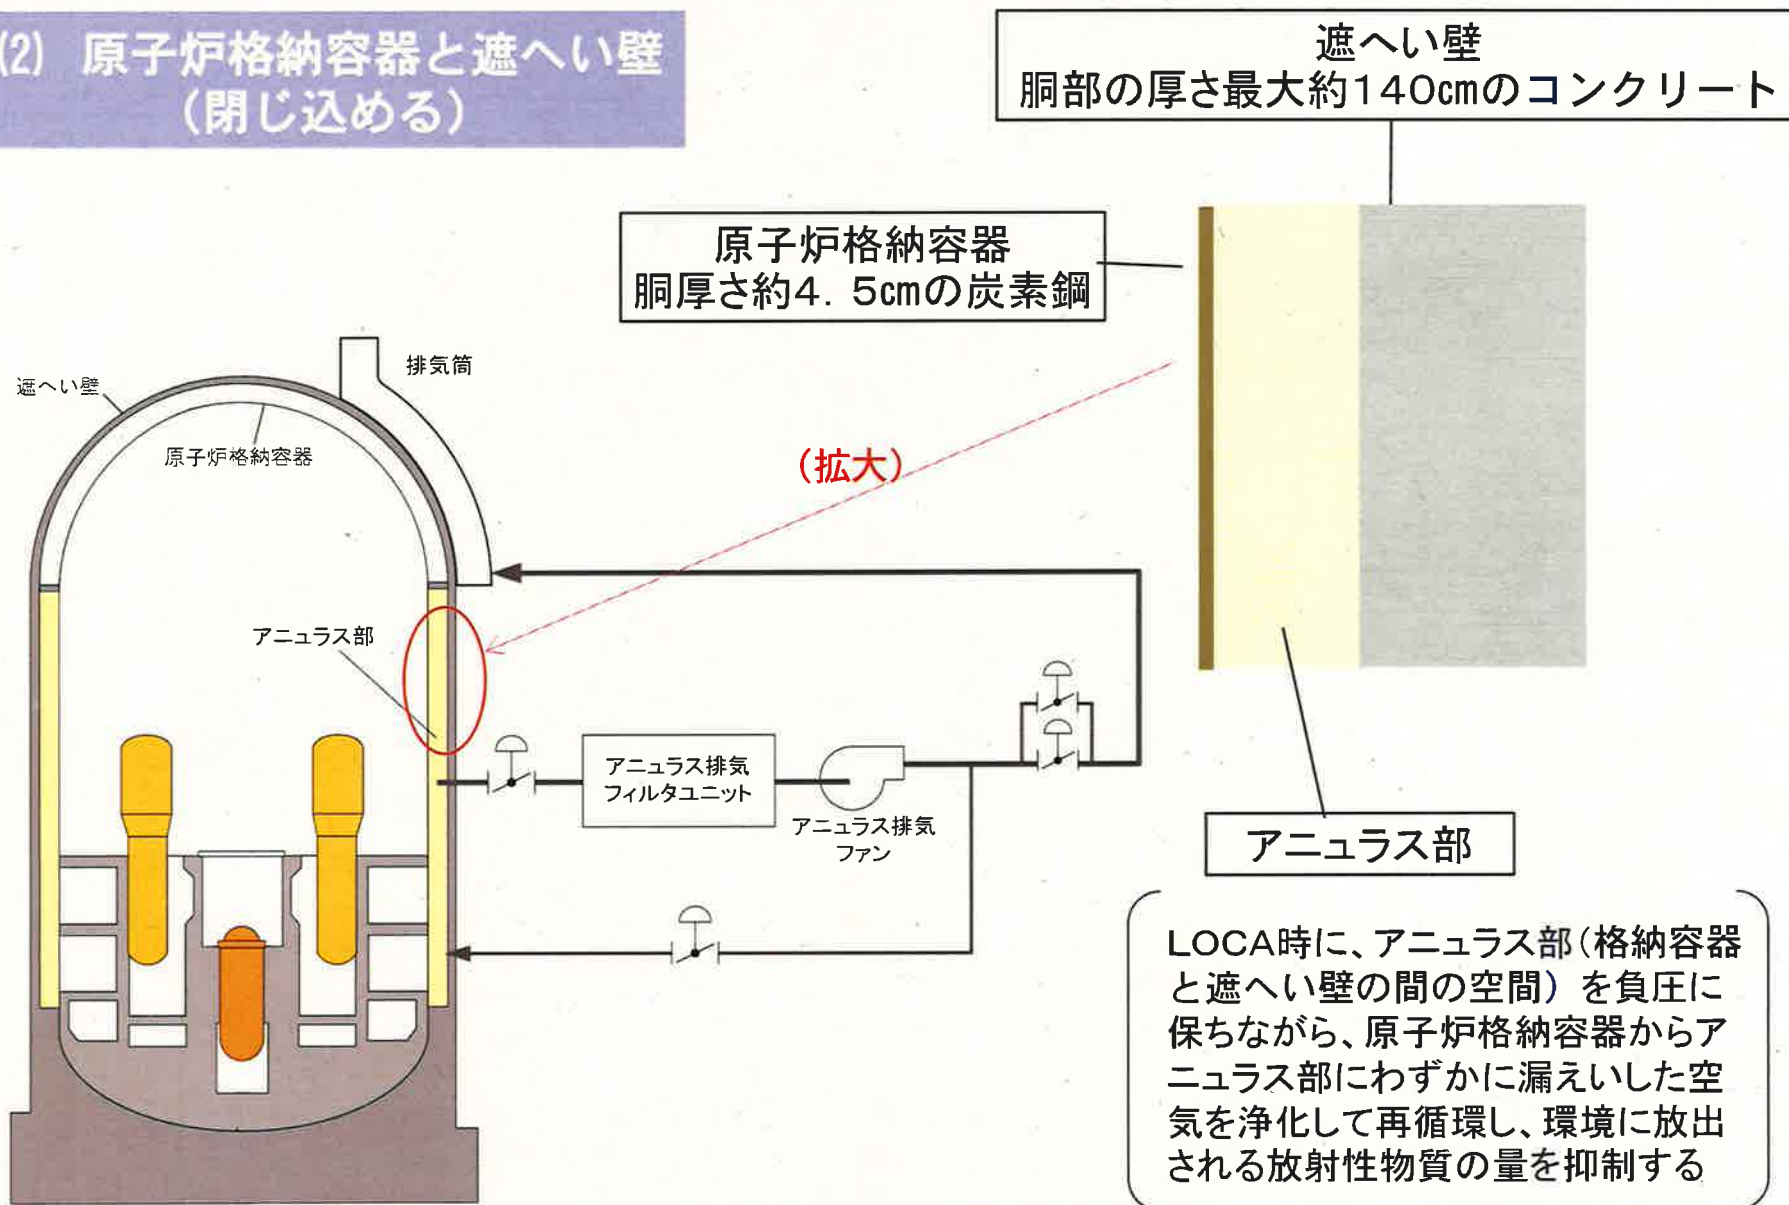 (2) 原子炉格納容器と遮へい壁
(閉じ込める)
遮へい壁
胴部の厚さ最大約140cmのコンクリート
原子炉格納容器
胴厚さ約4.5cmの炭素鋼
排気筒
遮へい壁
原子炉格納容器
(拡大)
アニュラス部
アニュラス排気
フィルタユニット
アニュラス排気
ファン
アニュラス部
LOCA時に、アニュラス部(格納容器
と遮へい壁の間の空間) を負圧に
保ちながら、原子炉格納容器からア
ニュラス部にわずかに漏えいした空
気を浄化して再循環し、環境に放出
される放射性物質の量を抑制する